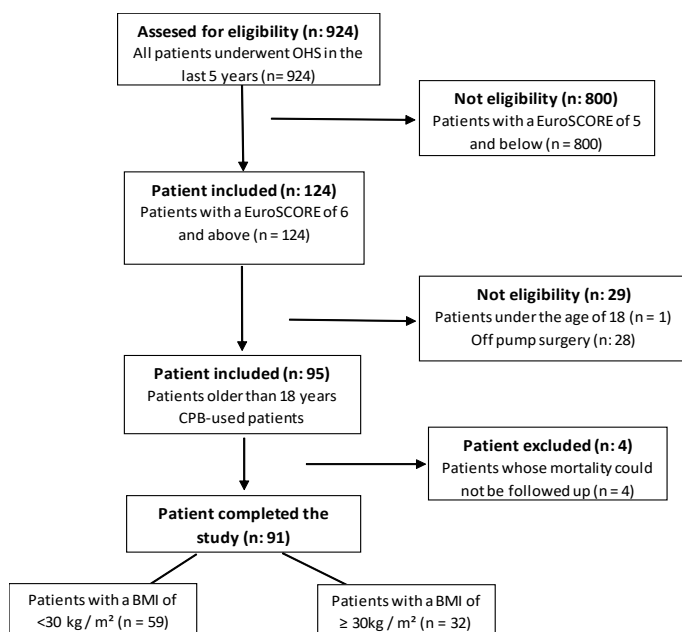 Assesed for eligibility (n: 924)
All patients underwent OHS in the
last 5 years (n= 924)
Not eligibility (n: 800)
Patients with a EuroSCORE of 5
and below (n = 800)
Patient included (n: 124)
Patients with a EuroSCORE of 6
and above (n = 124)
Not eligibility (n: 29)
Patients under the age of 18 (n = 1)
Off pump surgery (n: 28)
Patient included (n: 95)
Patients older than 18 years
CPB-used patients
Patient excluded (n: 4)
Patients whose mortality could
not be followed up (n = 4)
Patient completed the
study (n: 91)
Patients with a BMI of
<30 kg / m² (n = 59)
Patients with a BMI of
≥ 30kg / m² (n = 32)